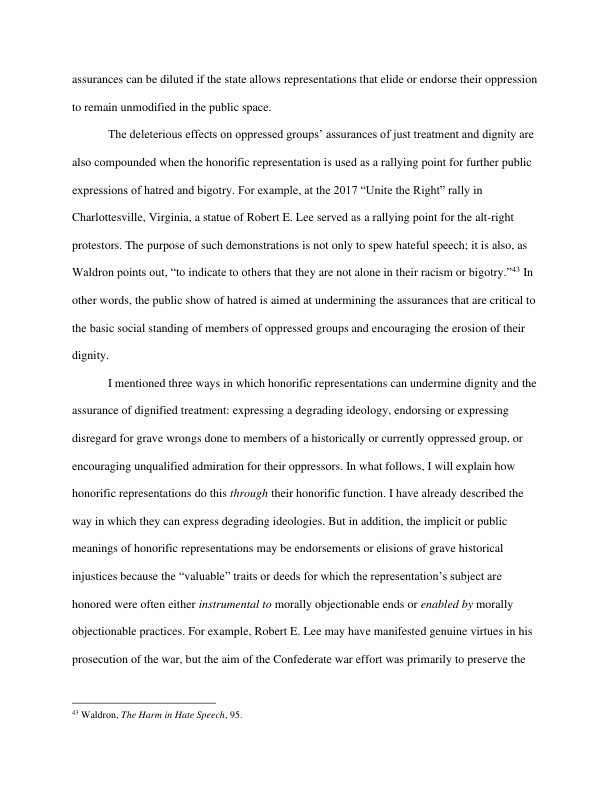 assurances can be diluted if the state allows representations that elide or endorse their oppression
to remain unmodified in the public space.
The deleterious effects on oppressed groups’ assurances of just treatment and dignity are
also compounded when the honorific representation is used as a rallying point for further public
expressions of hatred and bigotry. For example, at the 2017 “Unite the Right” rally in
Charlottesville, Virginia, a statue of Robert E. Lee served as a rallying point for the alt-right
protestors. The purpose of such demonstrations is not only to spew hateful speech; it is also, as
Waldron points out, “to indicate to others that they are not alone in their racism or bigotry.”43 In
other words, the public show of hatred is aimed at undermining the assurances that are critical to
the basic social standing of members of oppressed groups and encouraging the erosion of their
dignity.
I mentioned three ways in which honorific representations can undermine dignity and the
assurance of dignified treatment: expressing a degrading ideology, endorsing or expressing
disregard for grave wrongs done to members of a historically or currently oppressed group, or
encouraging unqualified admiration for their oppressors. In what follows, I will explain how
honorific representations do this through their honorific function. I have already described the
way in which they can express degrading ideologies. But in addition, the implicit or public
meanings of honorific representations may be endorsements or elisions of grave historical
injustices because the “valuable” traits or deeds for which the representation’s subject are
honored were often either instrumental to morally objectionable ends or enabled by morally
objectionable practices. For example, Robert E. Lee may have manifested genuine virtues in his
prosecution of the war, but the aim of the Confederate war effort was primarily to preserve the
43 Waldron, The Harm in Hate Speech, 95.